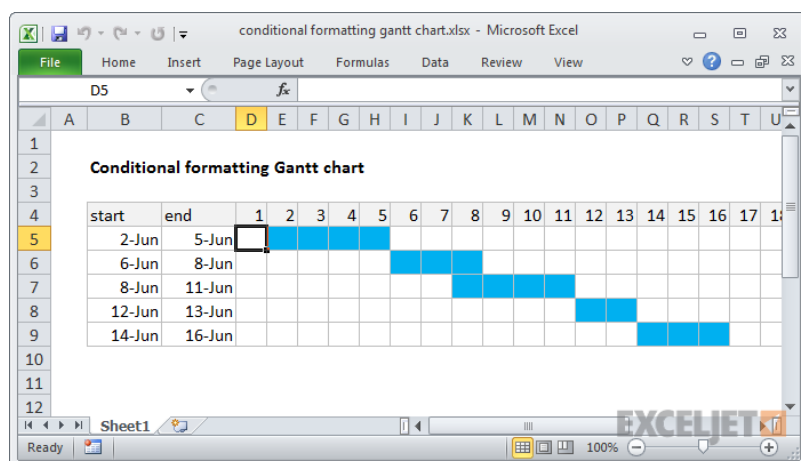 conditional formatting gantt chart.xlsx - Microsoft Excel
File Home Insert Page Layout Formulas Data Review View
D5 fx
A B C D E F G H I J K L M N O P Q R S T U
1
2 Conditional formatting Gantt chart
3
4 start end 1 2 3 4 5 6 7 8 9 10 11 12 13 14 15 16 17
5 2-Jun 5-Jun
6 6-Jun 8-Jun
7 8-Jun 11-Jun
8 12-Jun 13-Jun
9 14-Jun 16-Jun
10
11
12
Sheet1
EXCELJET
Ready 100%